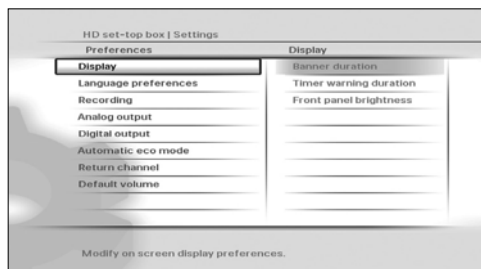 HD set-top box | Settings
Preferences
Display
Language preferences
Recording
Analog output
Digital output
Automatic eco mode
Return channel
Default volume
Display
Banner duration
Timer warning duration
Front panel brightness
Modify on screen display preferences.